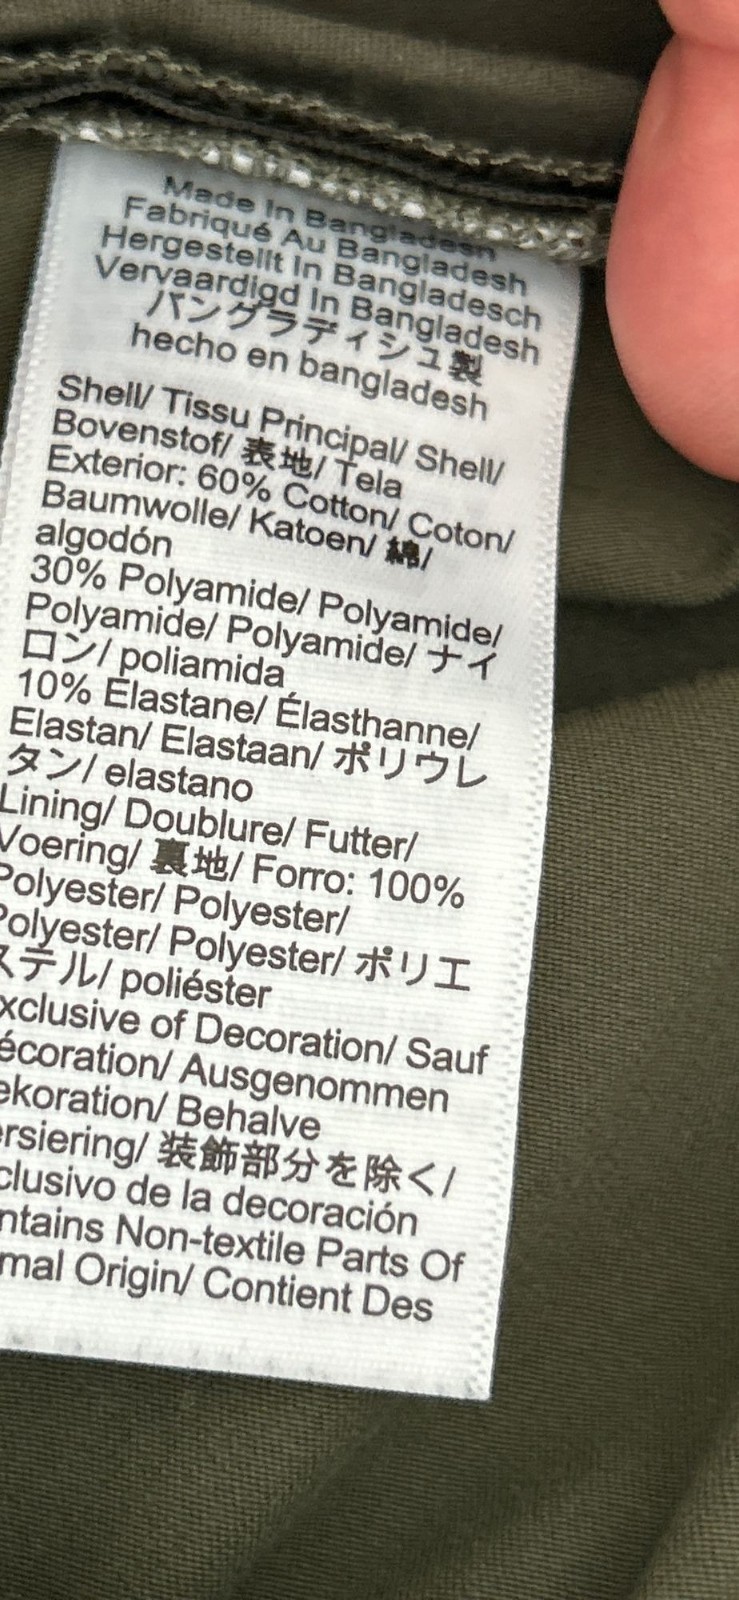 Made In Bangladesh
Fabriqué Au Bangladesh
Hergestellt In Bangladesch
Vervaardigd In Bangladesh
バングラディシュ製
hecho en bangladesh
Shell/ Tissu Principal/ Shell/
Bovenstof/ 表地/ Tela
Exterior: 60% Cotton/ Coton/
Baumwolle/ Katoen/ 綿/
algodón
30% Polyamide/ Polyamide/
Polyamide/ Polyamide/ ナイ
ロン/ poliamida
10% Elastane/ Élasthanne/
Elastan/ Elastaan/ ポリウレ
タン/ elastano
Lining/ Doublure/ Futter/
Voering/ 裏地/ Forro: 100%
Polyester/ Polyester/
Polyester/ Polyester/ ポリエ
ステル/ poliéster
xclusive of Decoration/ Sauf
écoration/ Ausgenommen
ekoration/ Behalve
ersiering/ 装飾部分を除く/
clusivo de la decoración
ntains Non-textile Parts Of
mal Origin/ Contient Des